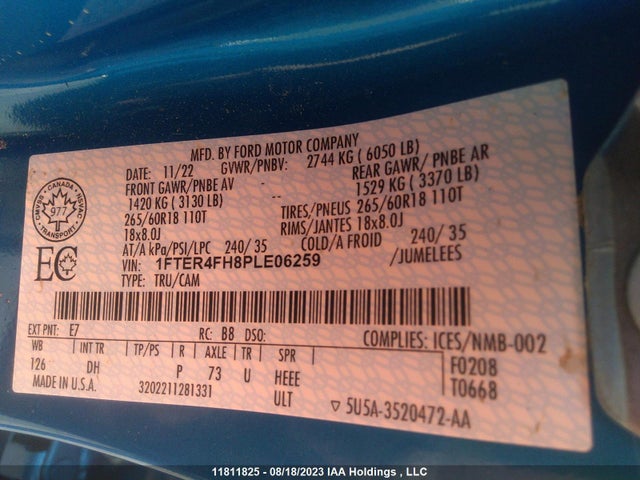 MFD. BY FORD MOTOR COMPANY
DATE: 11/22 GVWR/PNBV: 2744 KG ( 6050 LB)
FRONT GAWR/PNBE AV REAR GAWR/ PNBE AR
1420 KG ( 3130 LB) 1529 KG ( 3370 LB)
265/60R18 110T TIRES/PNEUS 265/60R18 110T
18x8.0J RIMS/JANTES 18x8.0J
AT/A kPa/PSI/LPC 240/ 35 COLD/A FROID 240/ 35
VIN: 1FTER4FH8PLE06259 /JUMELEES
TYPE: TRU/CAM
CANADA
CMVSS NSVAC
977
EC
EXT PNT: E7 RC: B8 DSO: COMPLIES: ICES/NMB-002
WB INT TR TP/PS R AXLE TR SPR F0208
126 DH P 73 U HEEE T0668
MADE IN U.S.A. 3202211281331 ULT ▽ 5U5A-3520472-AA
11811825 - 08/18/2023 IAA Holdings , LLC